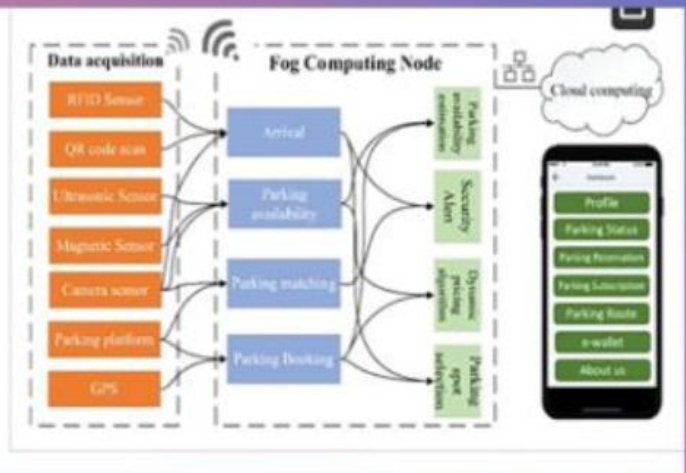 Data acquisition
RFID Sensor
QR code scan
Ultrasonic Sensor
Magnetic Sensor
Camera sensor
Parking platform
GPS
Fog Computing Node
Arrival
Parking
availability
Parking matching
Parking Booking
Parking
availability
estimation
Security
Alert
Dynamic
pricing
algorithm
Parking
spot
selection
Cloud computing
Profile
Parking Status
Parking Reservation
Parking Subscription
Parking Route
e-wallet
About us